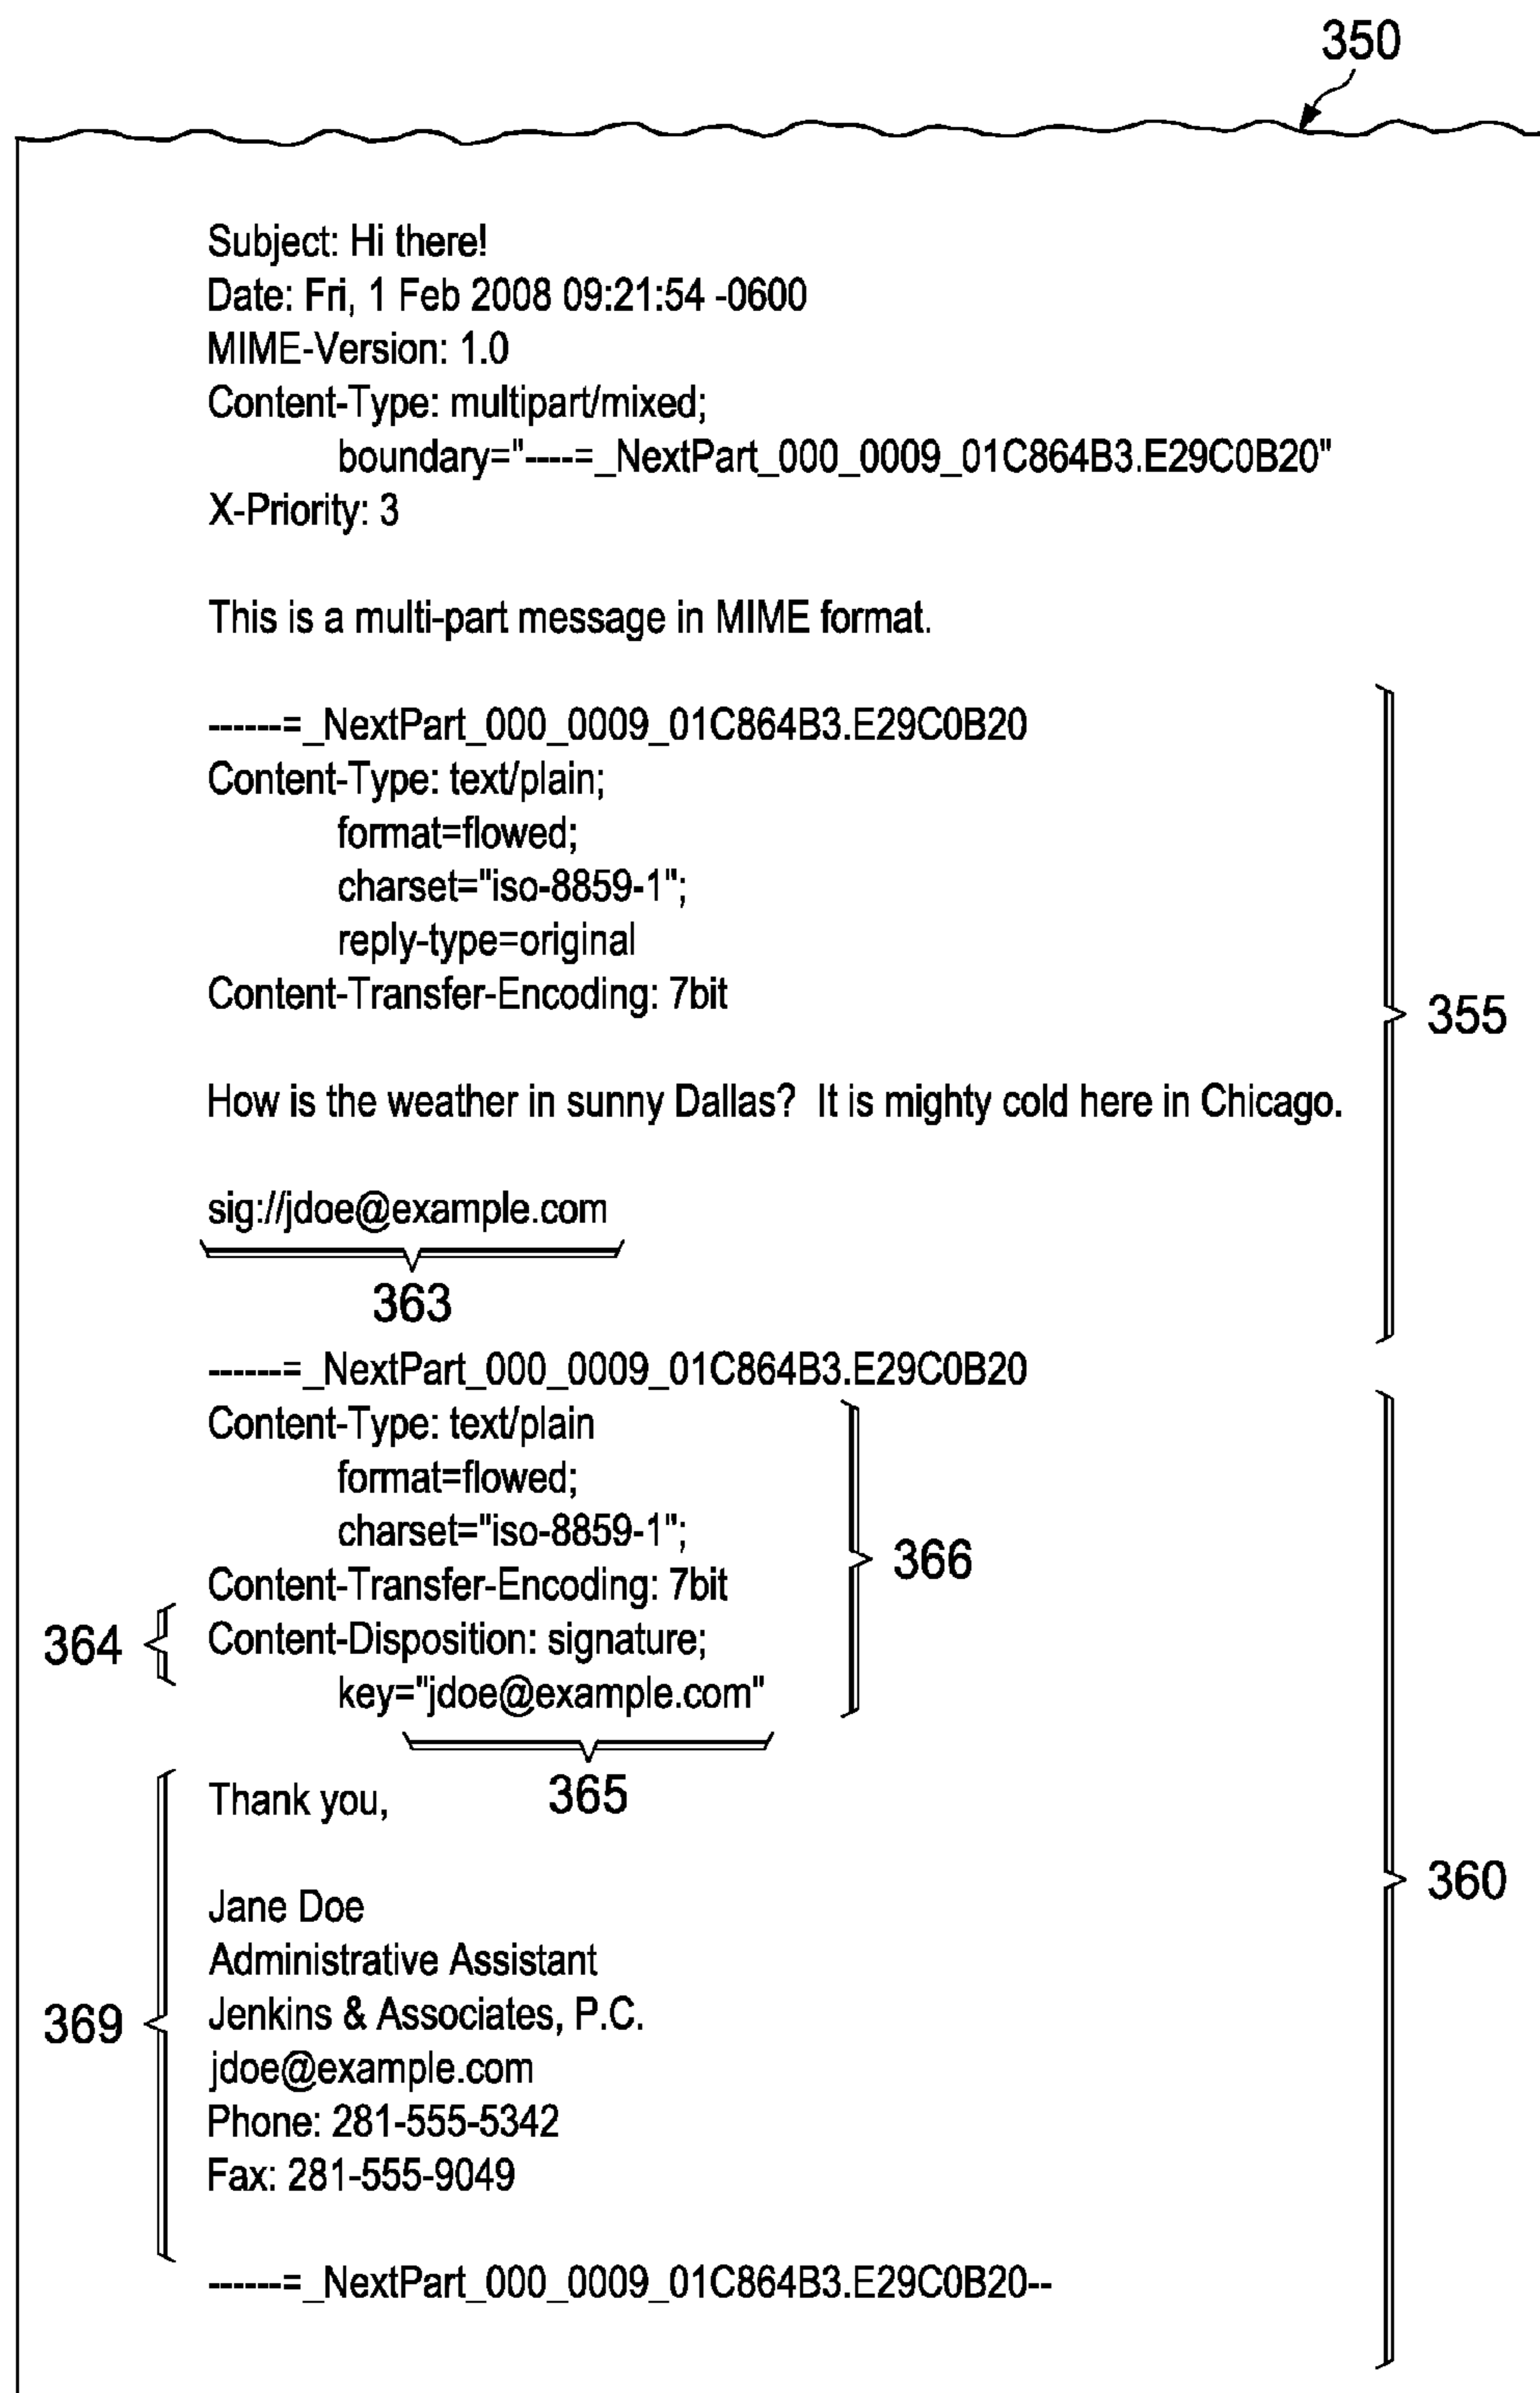 350
Subject: Hi there!
Date: Fri, 1 Feb 2008 09:21:54 -0600
MIME-Version: 1.0
Content-Type: multipart/mixed;
boundary="----=_NextPart_000_0009_01C864B3.E29C0B20"
X-Priority: 3
This is a multi-part message in MIME format.
------=_NextPart_000_0009_01C864B3.E29C0B20
Content-Type: text/plain;
format=flowed;
charset="iso-8859-1";
reply-type=original
Content-Transfer-Encoding: 7bit
355
How is the weather in sunny Dallas?  It is mighty cold here in Chicago.
sig://jdoe@example.com
363
------=_NextPart_000_0009_01C864B3.E29C0B20
Content-Type: text/plain
format=flowed;
charset="iso-8859-1";
366
Content-Transfer-Encoding: 7bit
364
Content-Disposition: signature;
key="jdoe@example.com"
365
Thank you,
360
Jane Doe
Administrative Assistant
369
Jenkins & Associates, P.C.
jdoe@example.com
Phone: 281-555-5342
Fax: 281-555-9049
------=_NextPart_000_0009_01C864B3.E29C0B20--